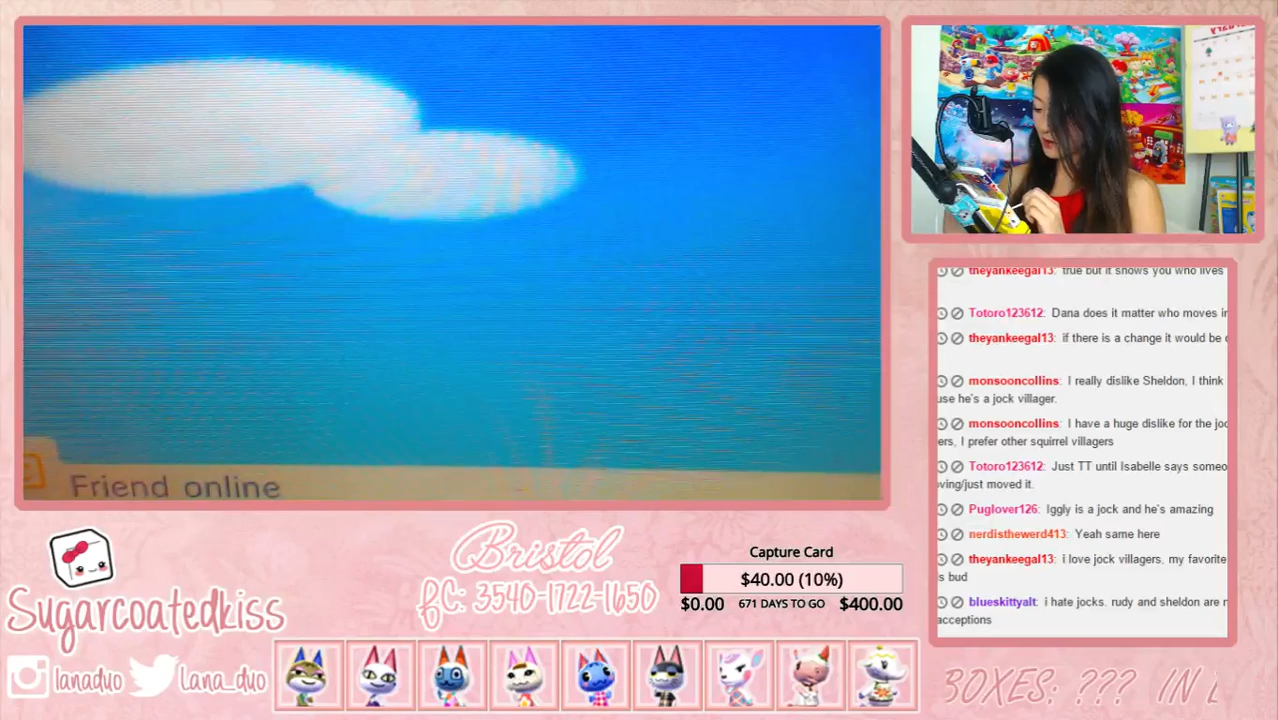 Friend online
theyankeegal13: true but it shows you who lives
Totoro123612: Dana does it matter who moves in
theyankeegal13: if there is a change it would be
monsooncollins: I really dislike Sheldon, I think
use he's a jock villager.
monsooncollins: I have a huge dislike for the
ers, I prefer other squirrel villagers
Totoro123612: Just TT until Isabelle says
ving/just moved it.
Puglover126: Iggly is a jock and he's amazing
nerdisthewerd413: Yeah same here
theyankeegal13: i love jock villagers, my favorite
s bud
blueskittyalt: i hate jocks. rudy and sheldon are
acceptions
Sugarcoatedkiss
lanaduo
Lana_duo
Bristol
FC: 3540-1722-1650
Capture Card
$40.00 (10%)
$0.00 671 DAYS TO GO $400.00
BOXES: ??? IN